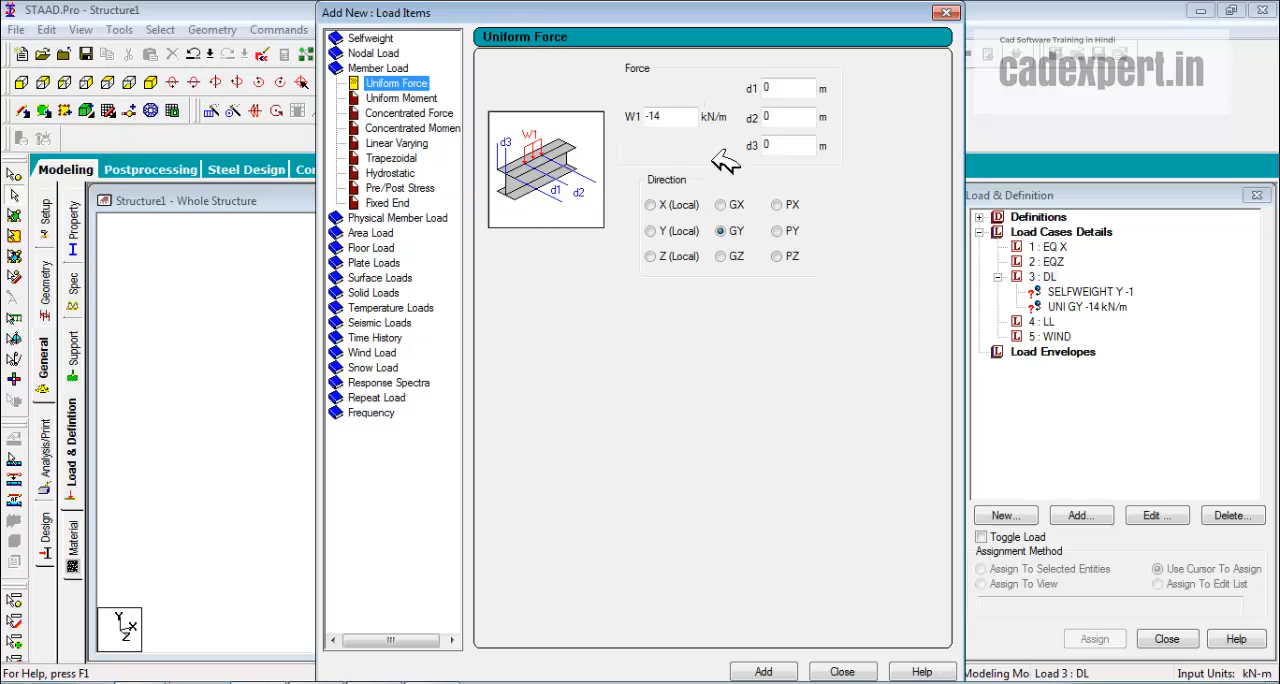 STAAD.Pro - Structure1
File Edit View Tools Select Geometry Commands
Modeling Postprocessing Steel Design Co
Setup
Geometry
General
Analysis/Print
Design
Property
Spec
Support
Load & Definition
Material
Structure1 - Whole Structure
Y
X
Z
For Help, press F1
Add New : Load Items
Selfweight
Nodal Load
Member Load
Uniform Force
Uniform Moment
Concentrated Force
Concentrated Momen
Linear Varying
Trapezoidal
Hydrostatic
Pre/Post Stress
Fixed End
Physical Member Load
Area Load
Floor Load
Plate Loads
Surface Loads
Solid Loads
Temperature Loads
Seismic Loads
Time History
Wind Load
Snow Load
Response Spectra
Repeat Load
Frequency
Uniform Force
W1
d3
d1 d2
Force
W1 -14 kN/m
d1 0 m
d2 0 m
d3 0 m
Direction
X (Local) GX PX
Y (Local) GY PY
Z (Local) GZ PZ
Add Close Help
Cad Software Training in Hindi
cadexpert.in
Load & Definition
Definitions
Load Cases Details
1 : EQ X
2 : EQZ
3 : DL
SELFWEIGHT Y -1
UNI GY -14 kN/m
4 : LL
5 : WIND
Load Envelopes
New... Add... Edit ... Delete...
Toggle Load
Assignment Method
Assign To Selected Entities Use Cursor To Assign
Assign To View Assign To Edit List
Assign Close Help
Modeling Mo Load 3 : DL Input Units: kN-m